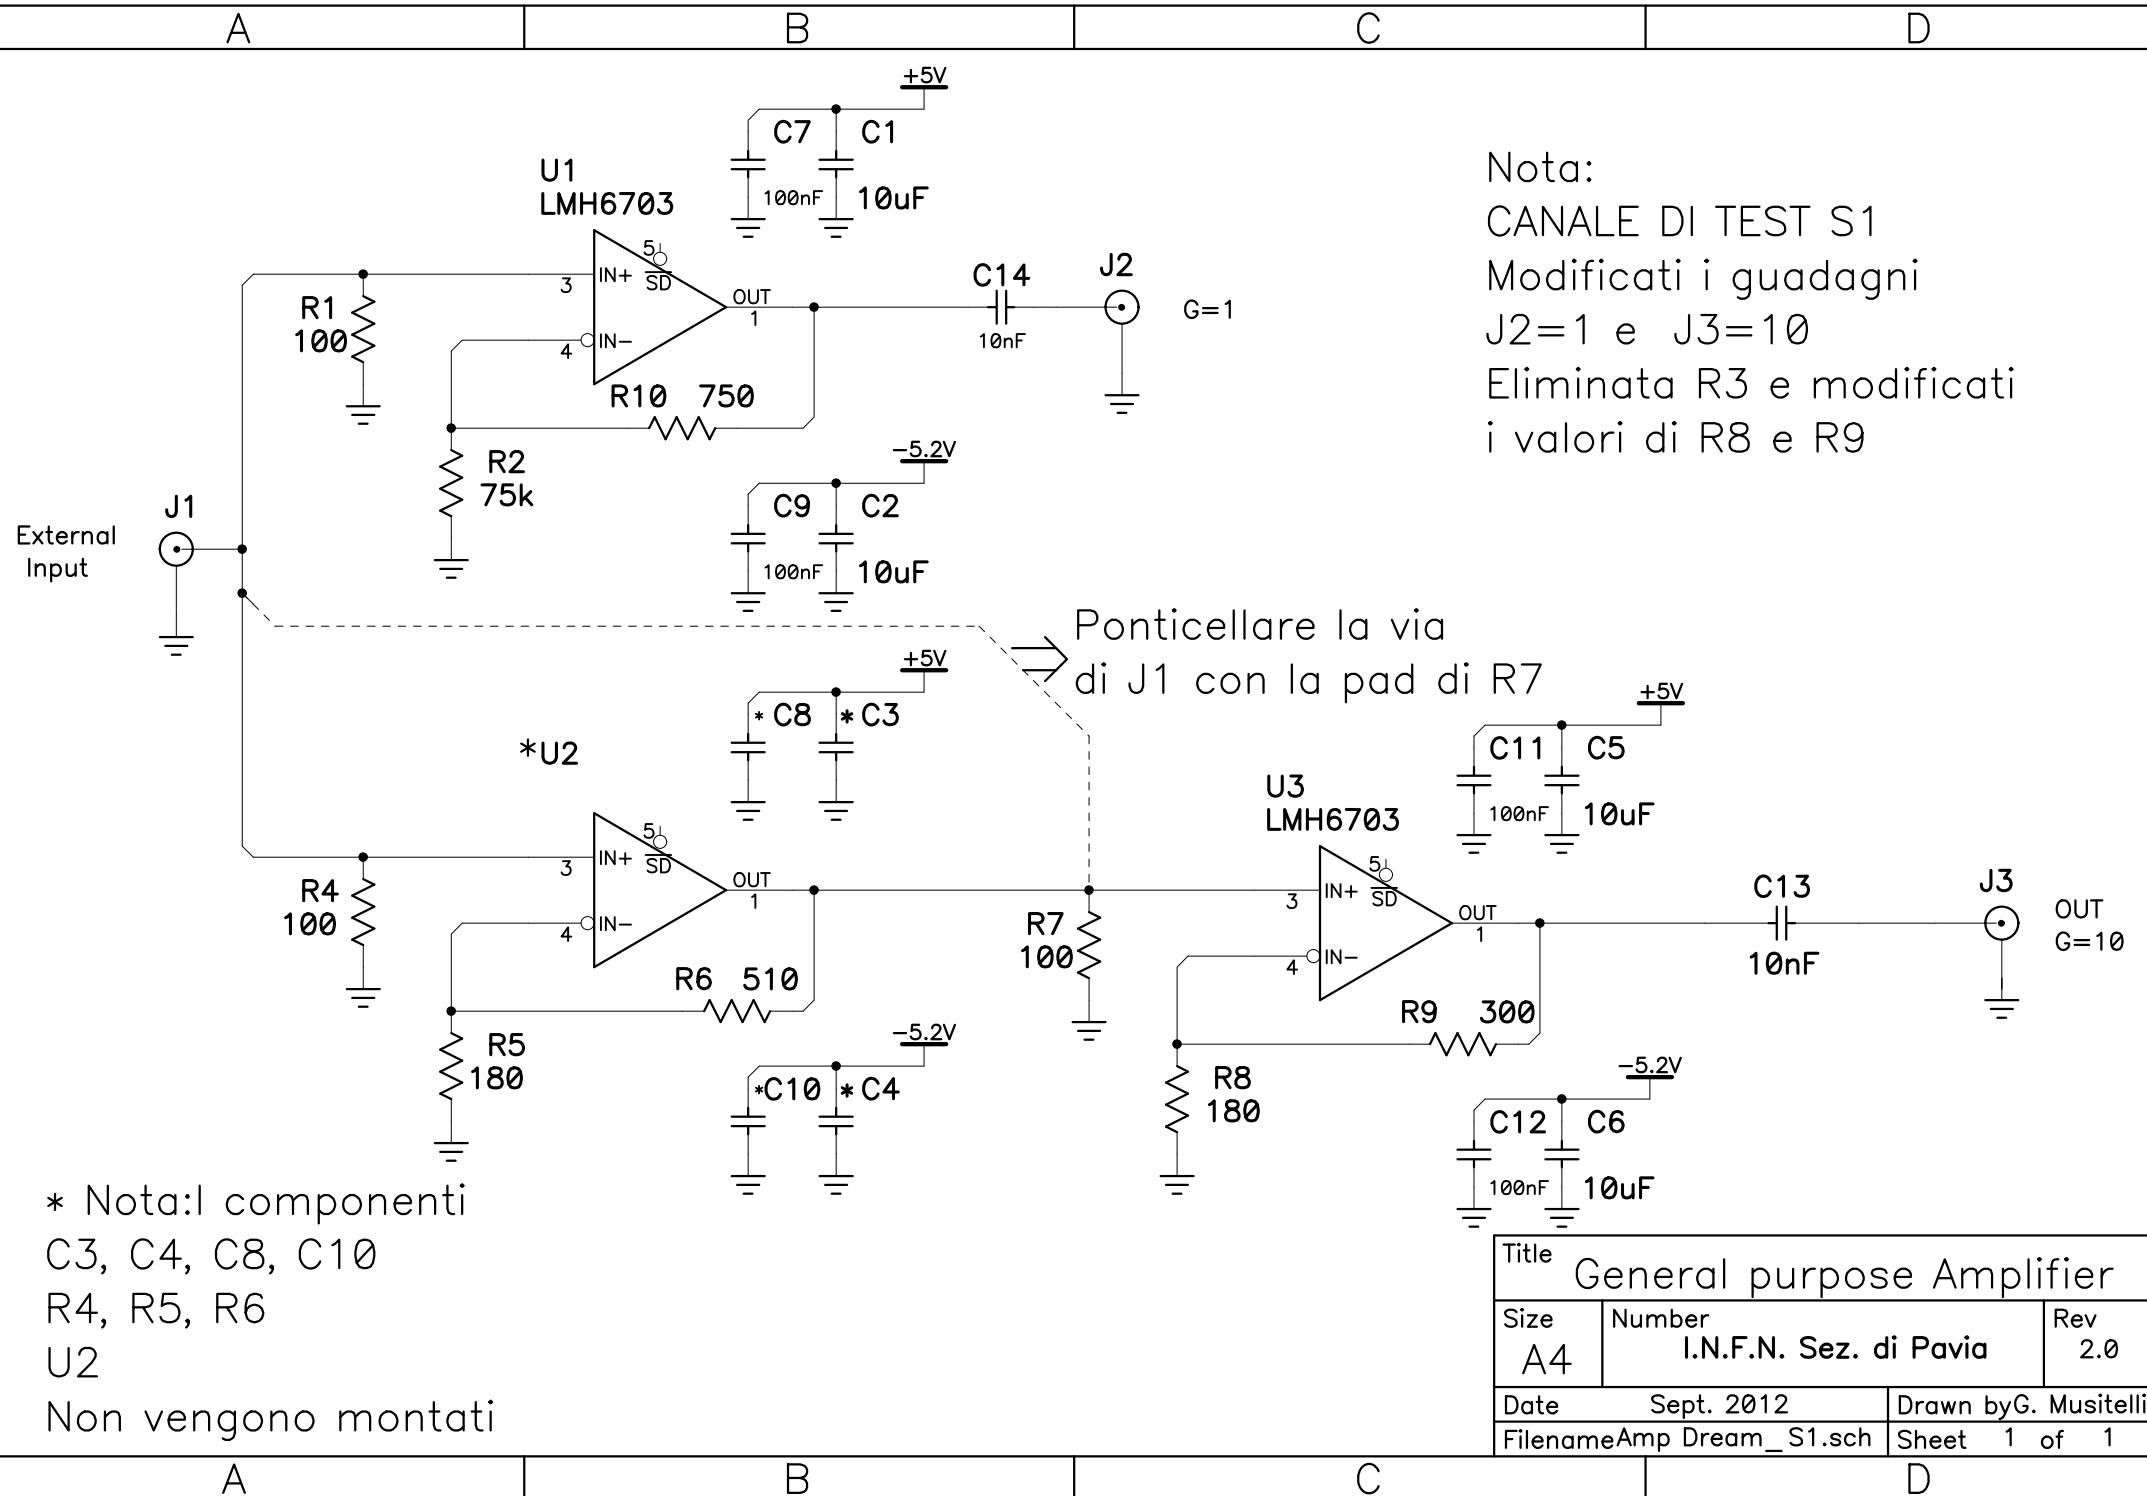 A
B
C
D
+5V
C7
C1
100nF
10uF
U1
LMH6703
5
SD
IN+
3
OUT
1
IN-
4
R1
100
R10 750
R2
75k
C14
10nF
J2
G=1
Nota:
CANALE DI TEST S1
Modificati i guadagni
J2=1 e J3=10
Eliminata R3 e modificati
i valori di R8 e R9
-5.2V
C9
C2
100nF
10uF
J1
External
Input
Ponticellare la via
di J1 con la pad di R7
+5V
* C8
* C3
*U2
5
SD
IN+
3
OUT
1
IN-
4
R4
100
R6 510
R5
180
-5.2V
*C10
* C4
R7
100
+5V
C11
C5
100nF
10uF
U3
LMH6703
5
SD
IN+
3
OUT
1
IN-
4
R9 300
R8
180
C13
10nF
J3
OUT
G=10
-5.2V
C12
C6
100nF
10uF
* Nota:I componenti
C3, C4, C8, C10
R4, R5, R6
U2
Non vengono montati
Title
General purpose Amplifier
Size
A4
Number
I.N.F.N. Sez. di Pavia
Rev
2.0
Date Sept. 2012
Drawn by G. Musitelli
Filename Amp Dream_S1.sch
Sheet 1 of 1
A
B
C
D